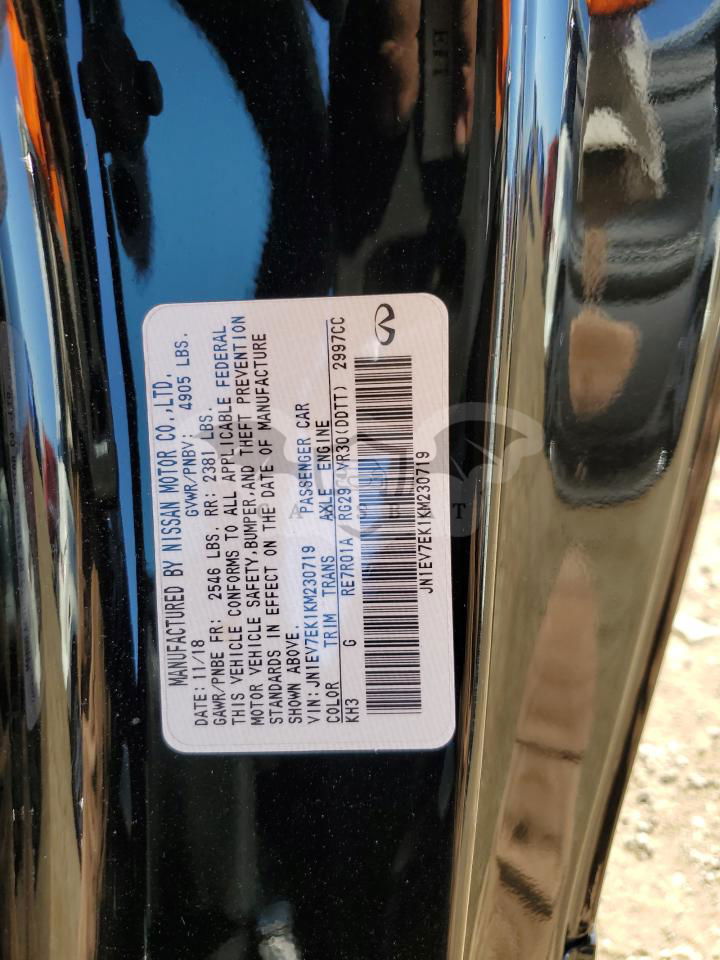 MANUFACTURED BY NISSAN MOTOR CO.,LTD.
DATE: 11/18 GVWR/PNBV: 4905 LBS.
GAWR/PNBE FR: 2546 LBS. RR: 2381 LBS.
THIS VEHICLE CONFORMS TO ALL APPLICABLE FEDERAL
MOTOR VEHICLE SAFETY,BUMPER,AND THEFT PREVENTION
STANDARDS IN EFFECT ON THE DATE OF MANUFACTURE
SHOWN ABOVE.
VIN: JN1EV7EK1KM230719 PASSENGER CAR
COLOR TRIM TRANS AXLE ENGINE
KH3 G RE7R01A RG29 VR30(DDTT) 2997CC
JN1EV7EK1KM230719